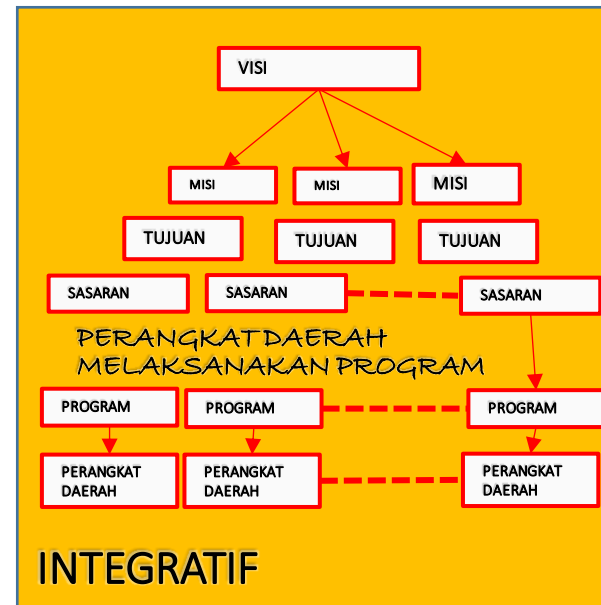 VISI
MISI
MISI
MISI
TUJUAN
TUJUAN
TUJUAN
SASARAN
SASARAN
SASARAN
PERANGKAT DAERAH
MELAKSANAKAN PROGRAM
PROGRAM
PROGRAM
PROGRAM
PERANGKAT
DAERAH
PERANGKAT
DAERAH
PERANGKAT
DAERAH
INTEGRATIF